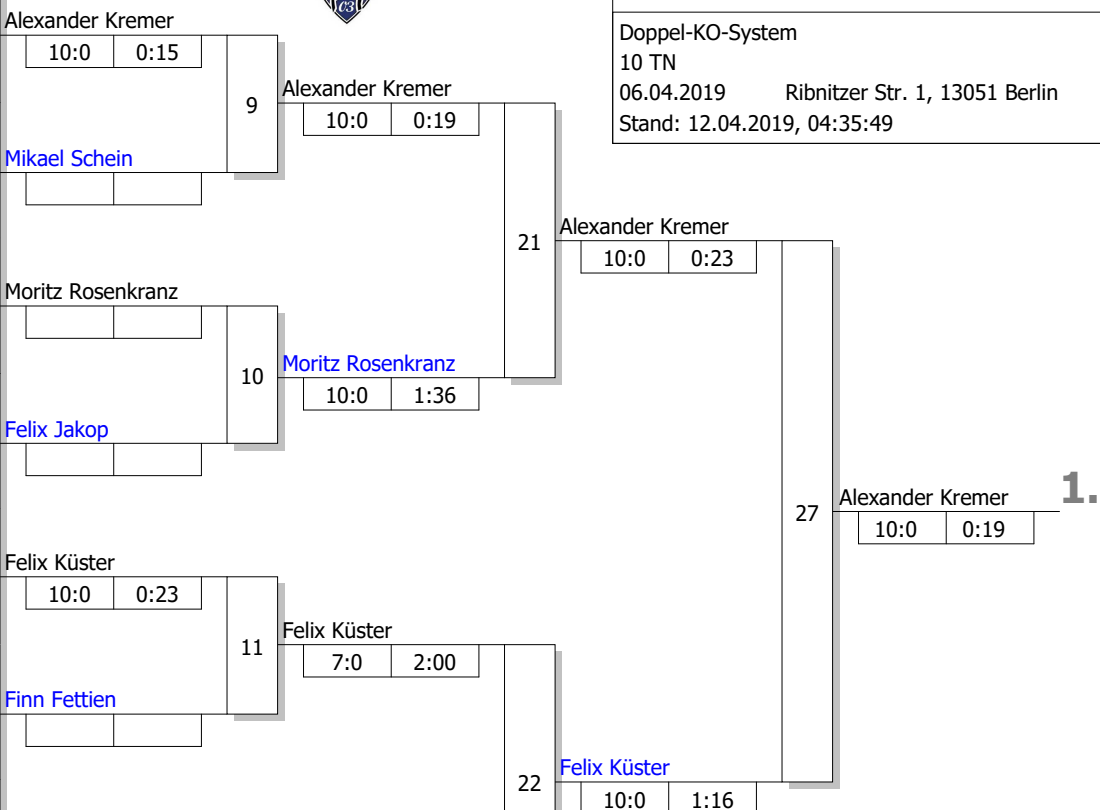 C3
Doppel-KO-System
10 TN
06.04.2019 Ribnitzer Str. 1, 13051 Berlin
Stand: 12.04.2019, 04:35:49
Alexander Kremer
10:0 0:15
9
Alexander Kremer
10:0 0:19
Mikael Schein
21
Alexander Kremer
10:0 0:23
Moritz Rosenkranz
10
Moritz Rosenkranz
10:0 1:36
Felix Jakop
27
Alexander Kremer
1.
10:0 0:19
Felix Küster
10:0 0:23
11
Felix Küster
7:0 2:00
Finn Fettien
22
Felix Küster
10:0 1:16